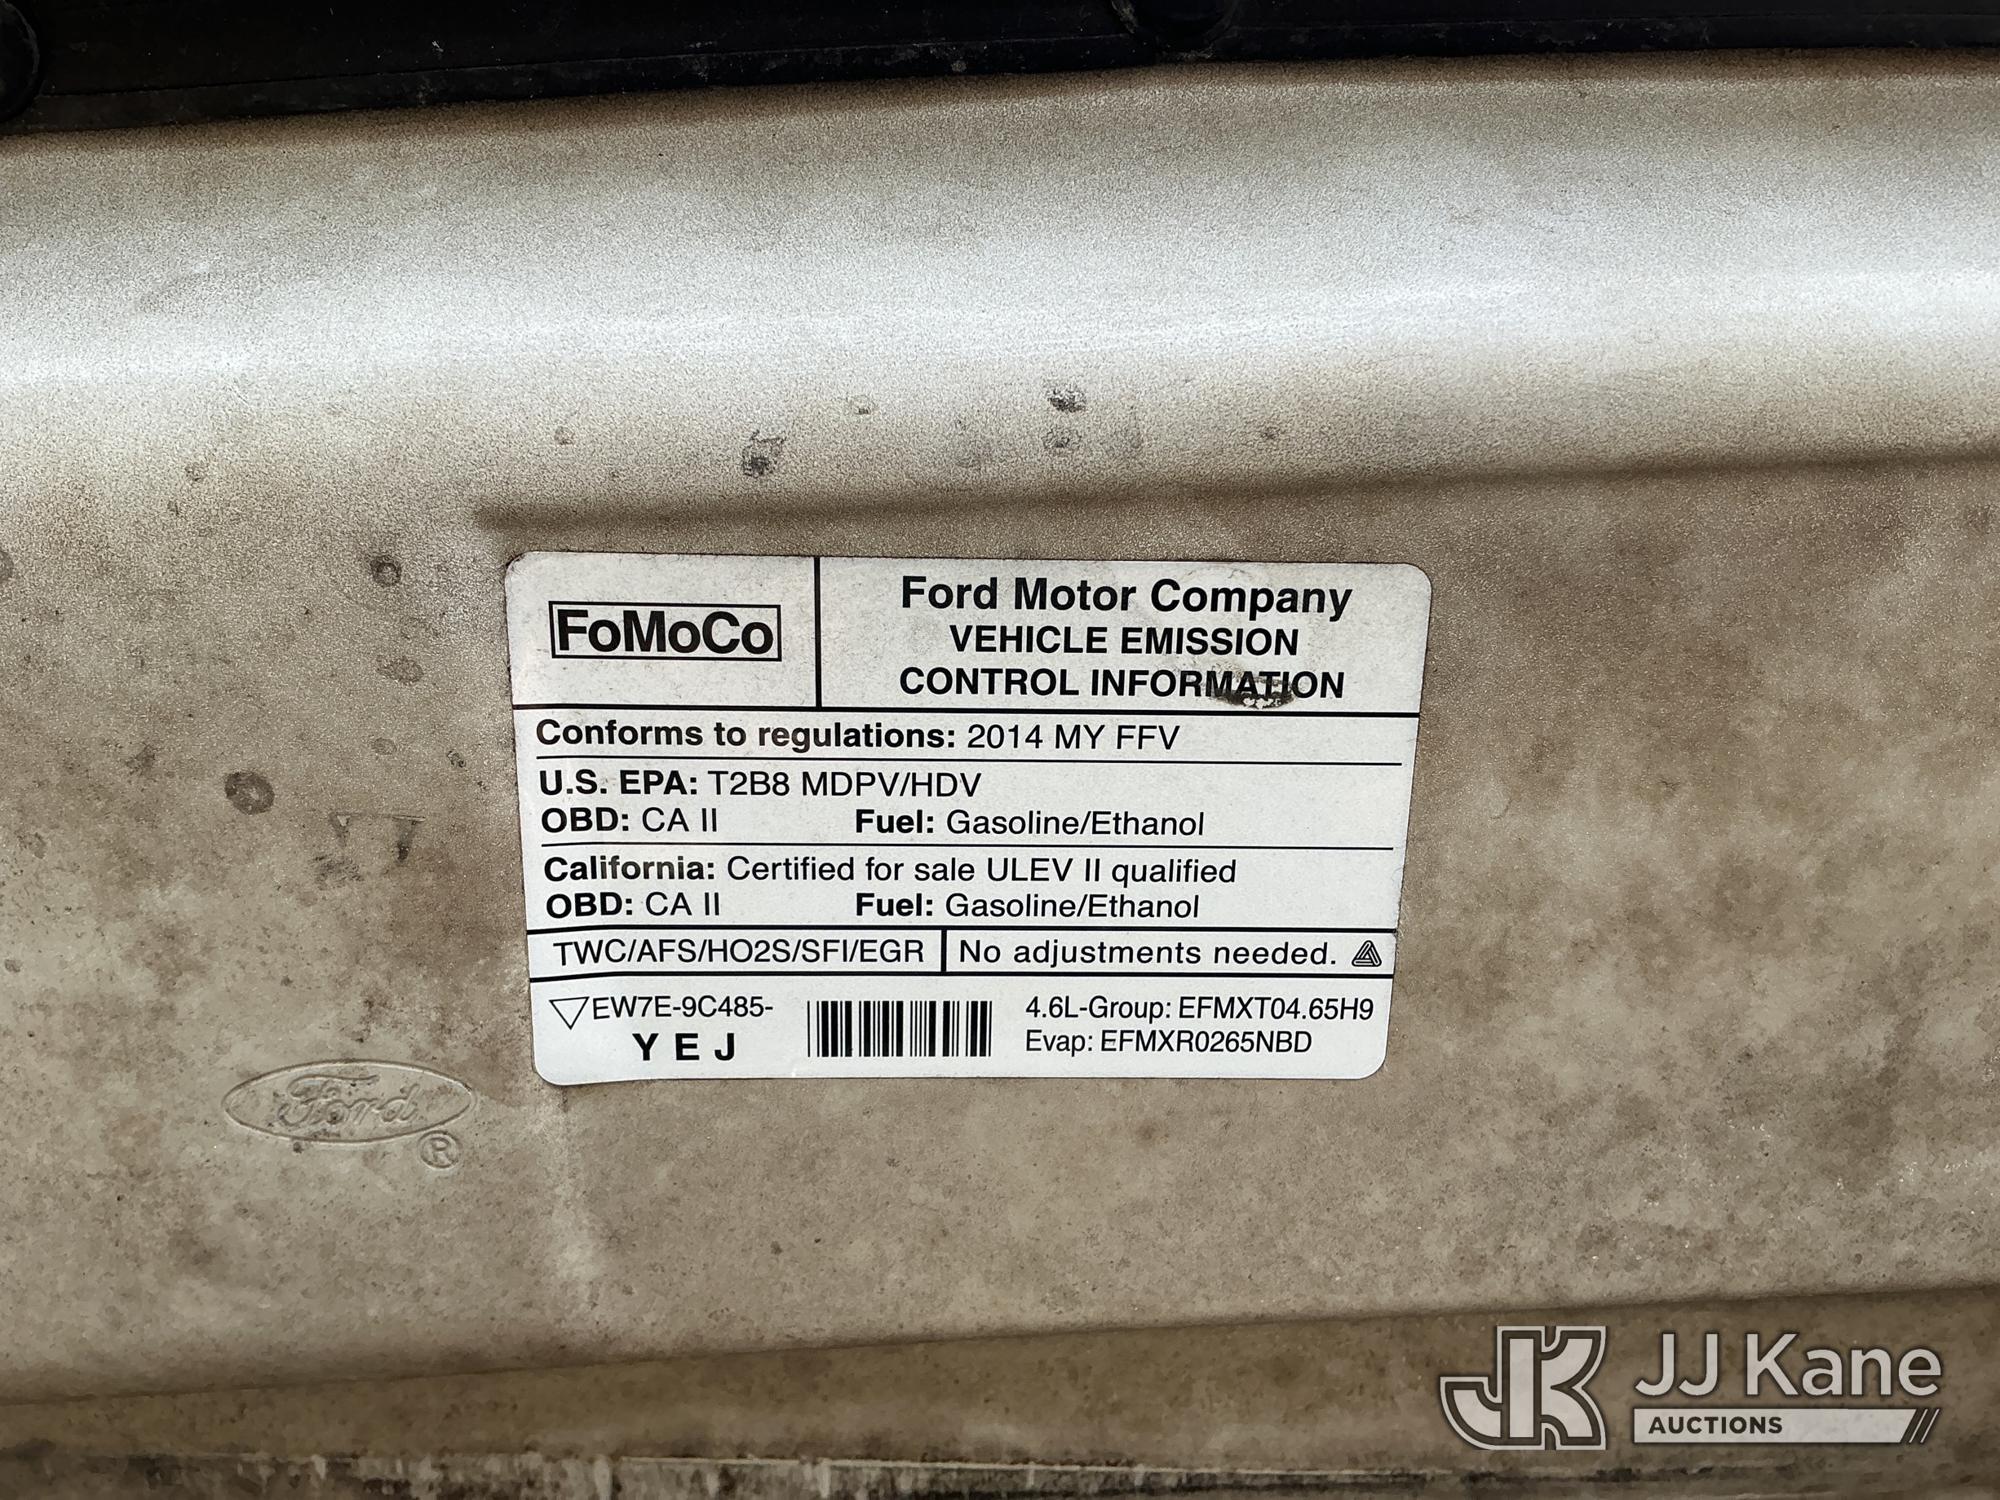 FoMoCo
Ford Motor Company
VEHICLE EMISSION
CONTROL INFORMATION
Conforms to regulations: 2014 MY FFV
U.S. EPA: T2B8 MDPV/HDV
OBD: CA II Fuel: Gasoline/Ethanol
California: Certified for sale ULEV II qualified
OBD: CA II Fuel: Gasoline/Ethanol
TWC/AFS/HO2S/SFI/EGR No adjustments needed.
EW7E-9C485-
Y E J
4.6L-Group: EFMXT04.65H9
Evap: EFMXR0265NBD
Ford
®
JK JJ Kane
AUCTIONS